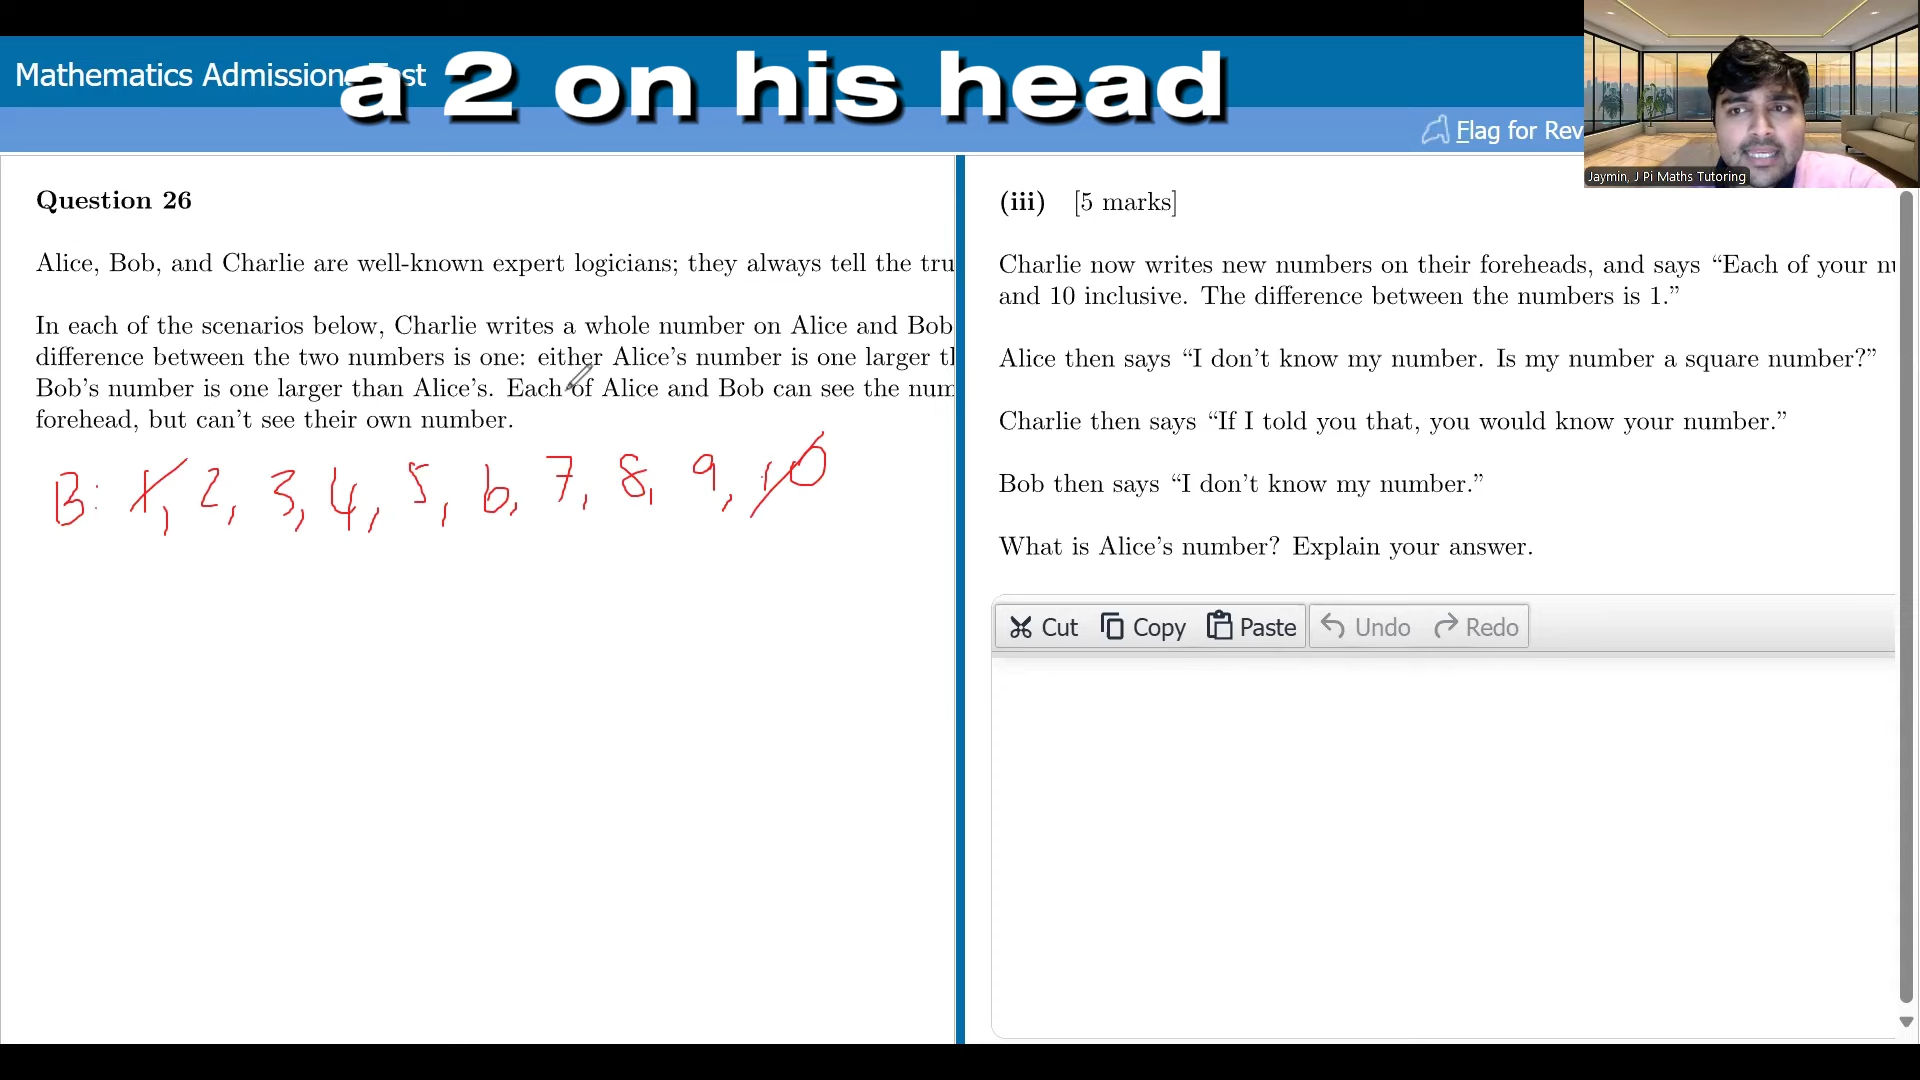 Mathematics Admissions Test
a 2 on his head
Flag for Rev
Jaymin, J Pi Maths Tutoring
Question 26
Alice, Bob, and Charlie are well-known expert logicians; they always tell the tru
In each of the scenarios below, Charlie writes a whole number on Alice and Bob
difference between the two numbers is one: either Alice's number is one larger th
Bob's number is one larger than Alice's. Each of Alice and Bob can see the num
forehead, but can't see their own number.
B: 1, 2, 3, 4, 5, 6, 7, 8, 9, 10
(iii) [5 marks]
Charlie now writes new numbers on their foreheads, and says “Each of your nu
and 10 inclusive. The difference between the numbers is 1.”
Alice then says “I don't know my number. Is my number a square number?”
Charlie then says “If I told you that, you would know your number.”
Bob then says “I don't know my number.”
What is Alice's number? Explain your answer.
Cut Copy Paste Undo Redo